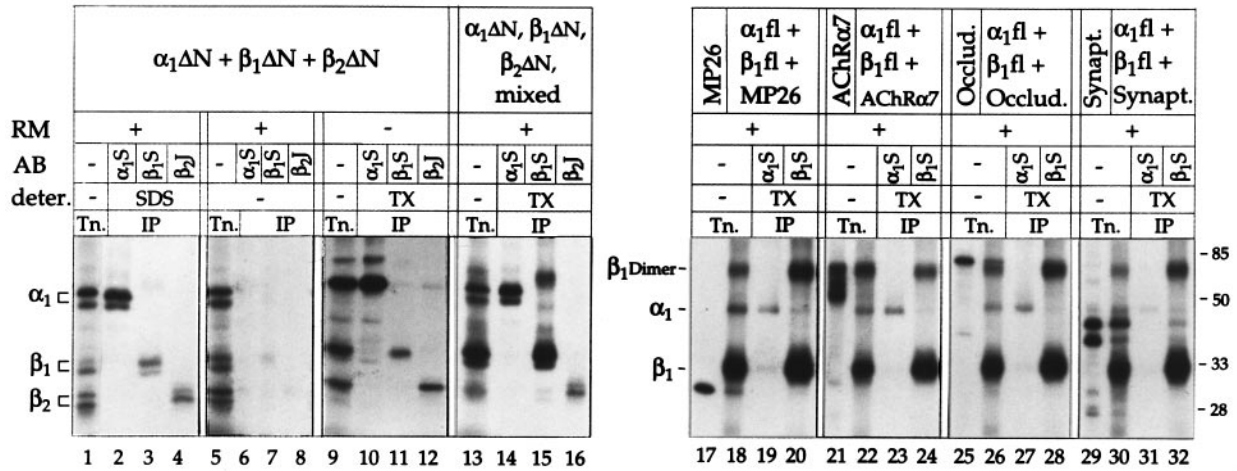 α₁ΔN + β₁ΔN + β₂ΔN
α₁ΔN, β₁ΔN,
β₂ΔN,
mixed
RM + + - +
AB - α₁S β₁S β₂J - α₁S β₁S β₂J - α₁S β₁S β₂J - α₁S β₁S β₂J
deter. SDS - TX TX
Tn. IP Tn. IP Tn. IP Tn. IP
α₁
β₁
β₂
1 2 3 4 5 6 7 8 9 10 11 12 13 14 15 16
MP26
α₁fl +
β₁fl +
MP26
AChRα7
α₁fl +
β₁fl +
AChRα7
Occlud.
α₁fl +
β₁fl +
Occlud.
Synapt.
α₁fl +
β₁fl +
Synapt.
+ + + +
- α₁S β₁S - α₁S β₁S - α₁S β₁S - α₁S β₁S
TX TX TX TX
Tn. IP Tn. IP Tn. IP Tn. IP
β₁Dimer -
α₁ -
β₁ -
- 85
- 50
- 33
- 28
17 18 19 20 21 22 23 24 25 26 27 28 29 30 31 32